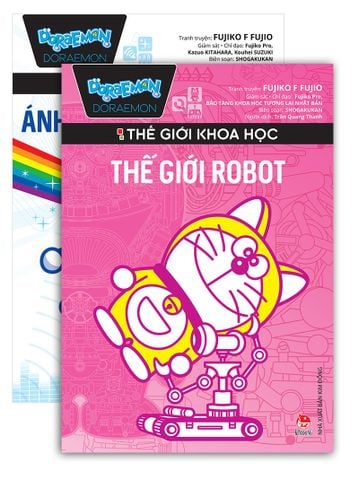 DORAEMON
DORAEMON
Tranh truyện: FUJIKO F FUJIO
Giám sát - Chỉ đạo: Fujiko Pro,
Kazuo KITAHARA, Kouhei SUZUKI
Biên soạn: SHOGAKUKAN
ÁNH
DORAEMON
DORAEMON
Tranh truyện: FUJIKO F FUJIO
Giám sát - Chỉ đạo: Fujiko Pro,
BẢO TÀNG KHOA HỌC TƯƠNG LAI NHẬT BẢN
Biên soạn: SHOGAKUKAN
Người dịch: Trần Quang Thanh
THẾ GIỚI KHOA HỌC
THẾ GIỚI ROBOT
NHÀ XUẤT BẢN KIM ĐỒNG